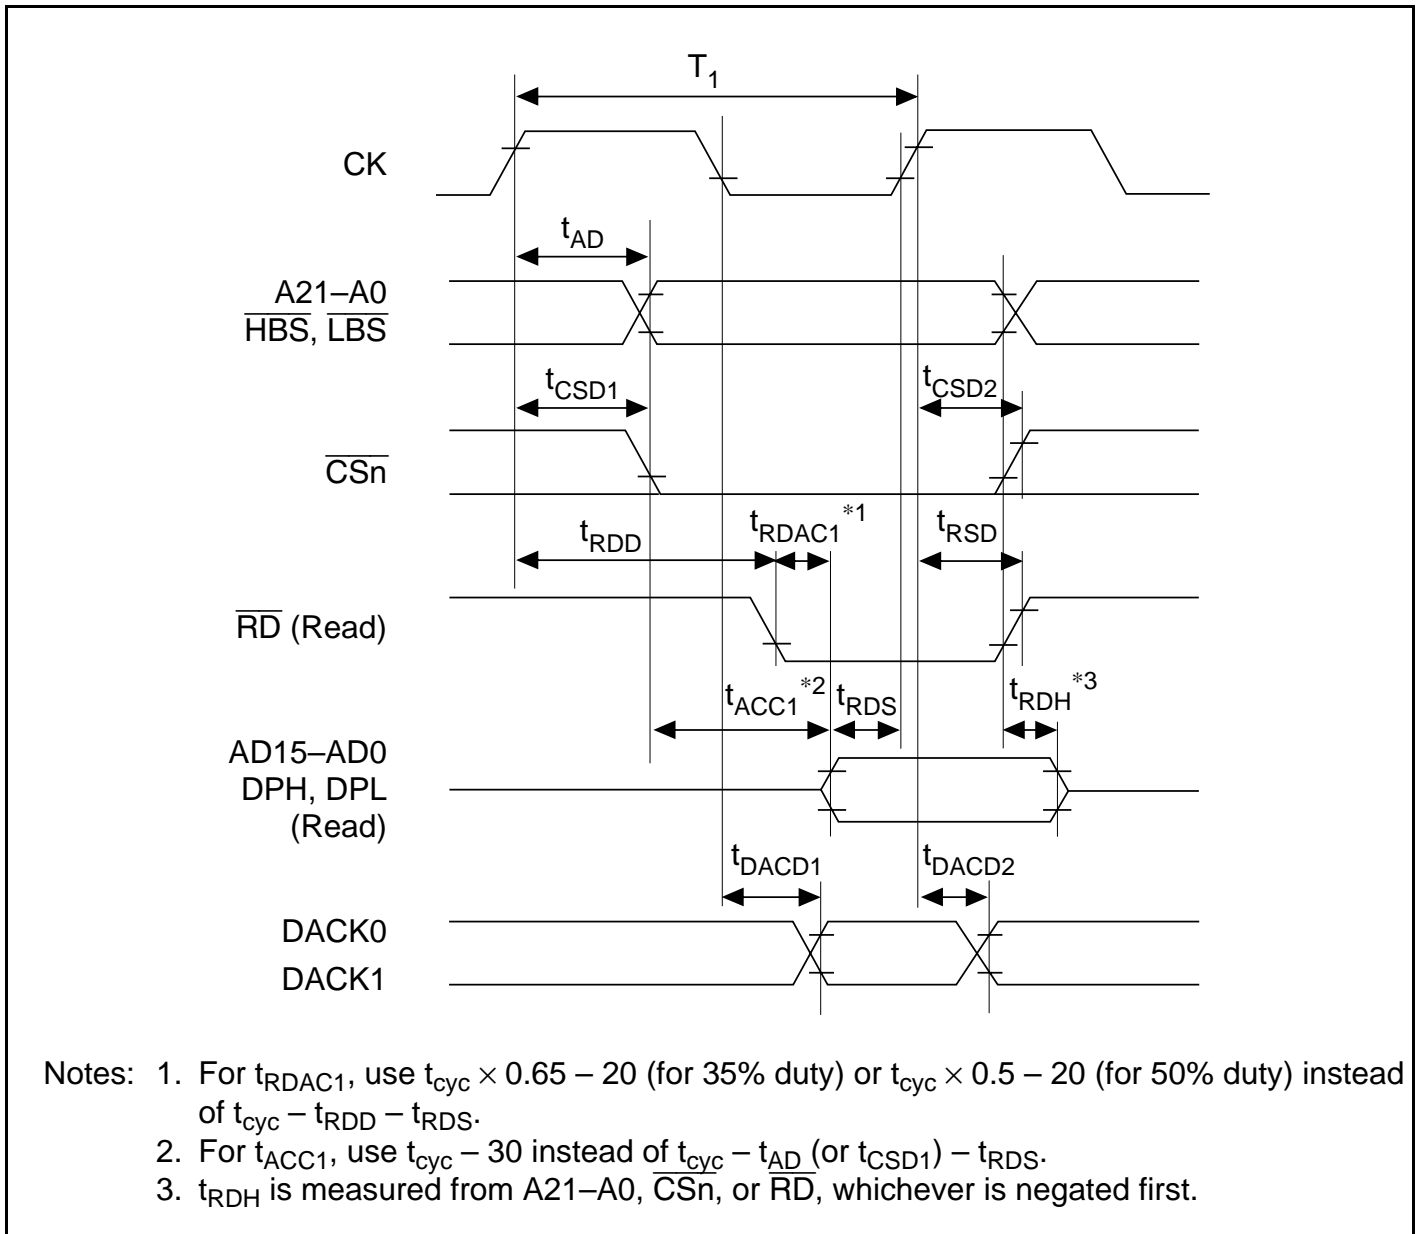 T1
CK
tAD
A21–A0
HBS, LBS
tCSD1 tCSD2
CSn
tRDD tRDAC1*1 tRSD
RD (Read)
tACC1*2 tRDS tRDH*3
AD15–AD0
DPH, DPL
(Read)
tDACD1 tDACD2
DACK0
DACK1
Notes: 1. For tRDAC1, use tcyc × 0.65 – 20 (for 35% duty) or tcyc × 0.5 – 20 (for 50% duty) instead
of tcyc – tRDD – tRDS.
2. For tACC1, use tcyc – 30 instead of tcyc – tAD (or tCSD1) – tRDS.
3. tRDH is measured from A21–A0, CSn, or RD, whichever is negated first.